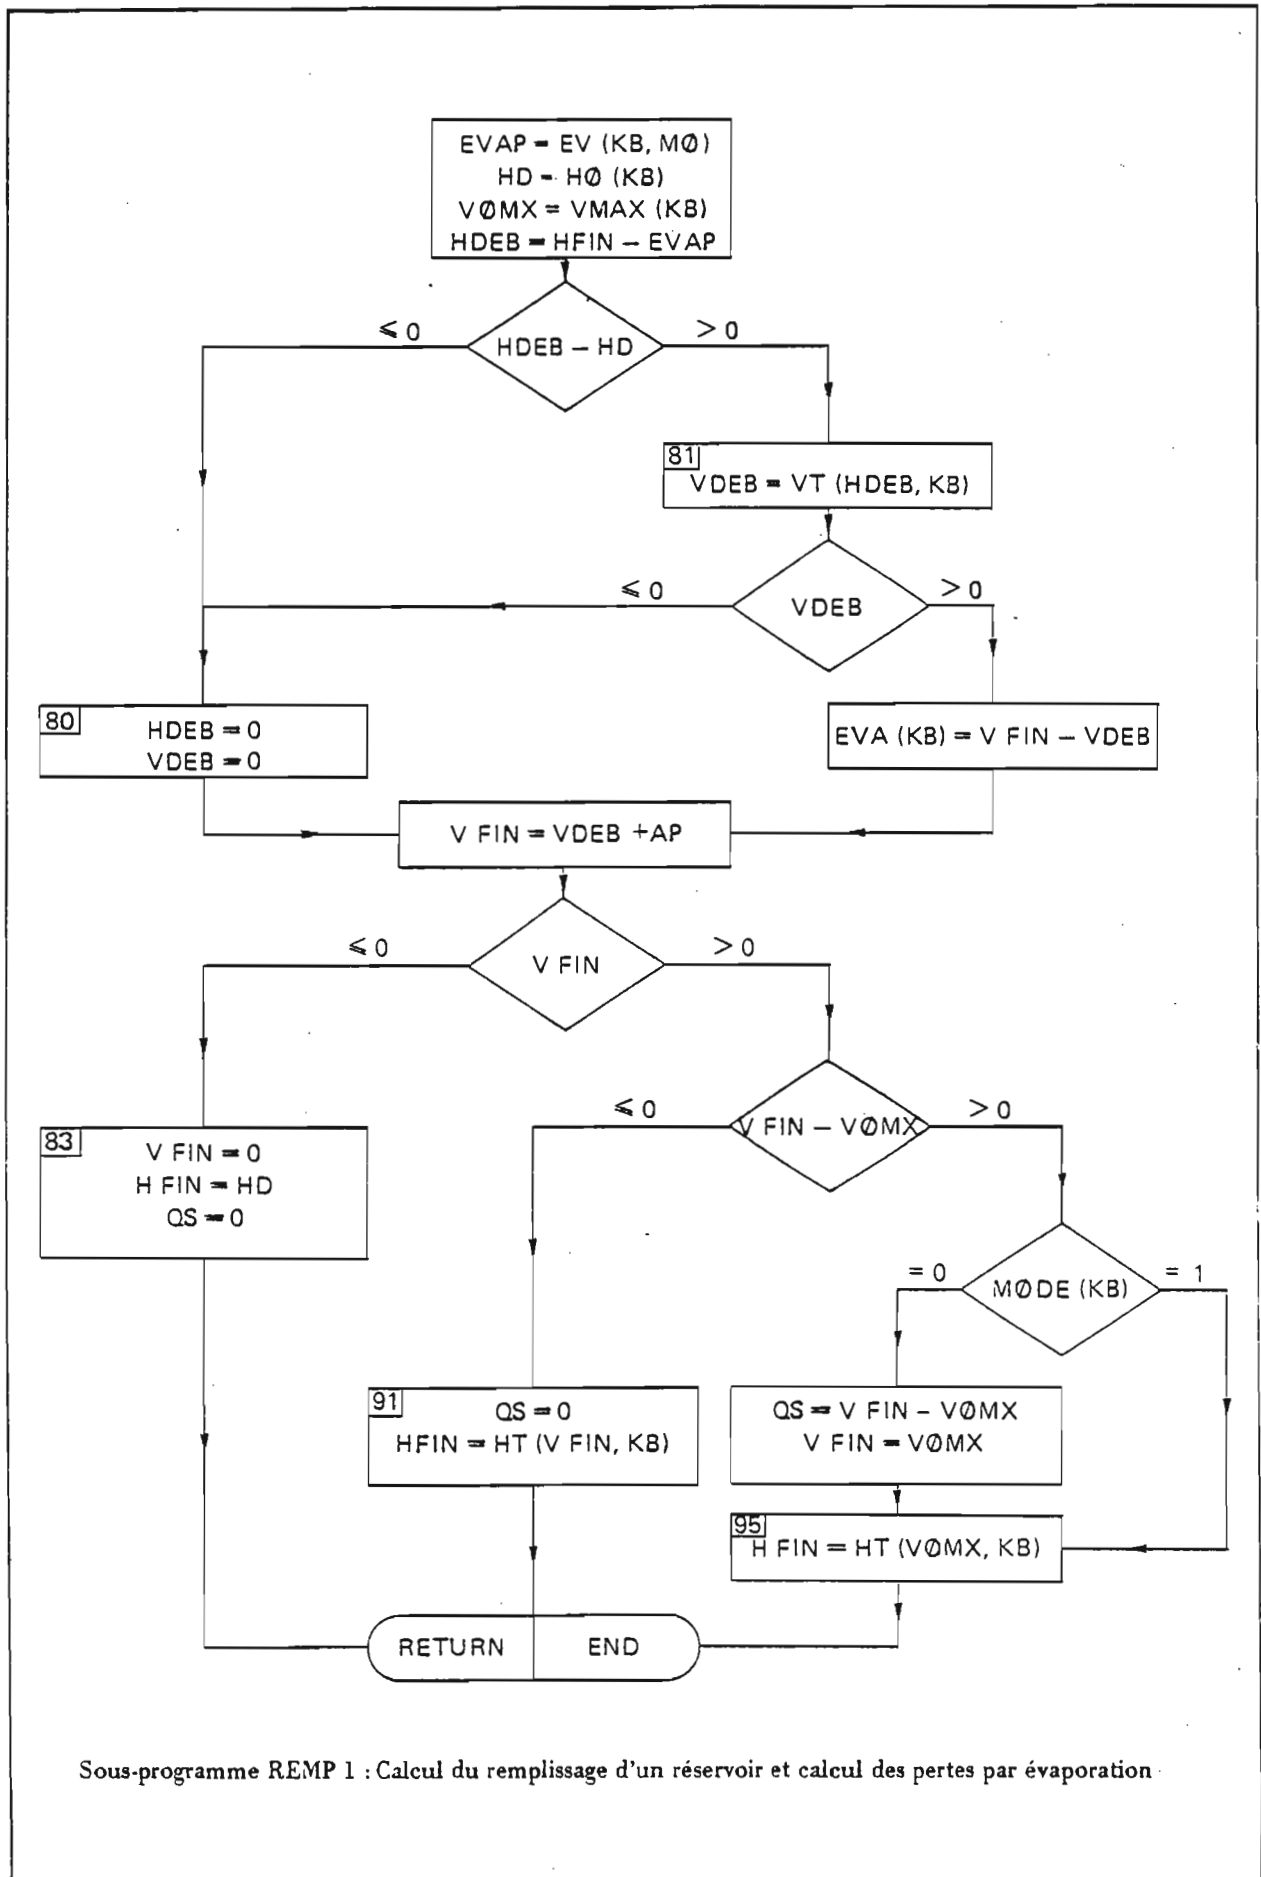 EVAP = EV (KB, MØ)
HD = HØ (KB)
VØMX = VMAX (KB)
HDEB = HFIN – EVAP
⩽ 0
> 0
HDEB – HD
81
VDEB = VT (HDEB, KB)
⩽ 0
> 0
VDEB
80
HDEB = 0
VDEB = 0
EVA (KB) = V FIN – VDEB
V FIN = VDEB +AP
⩽ 0
> 0
V FIN
⩽ 0
> 0
V FIN – VØMX
83
V FIN = 0
H FIN = HD
QS = 0
= 0
= 1
MØDE (KB)
91
QS = 0
HFIN = HT (V FIN, KB)
QS = V FIN – VØMX
V FIN = VØMX
95
H FIN = HT (VØMX, KB)
RETURN
END
Sous-programme REMP 1 : Calcul du remplissage d'un réservoir et calcul des pertes par évaporation